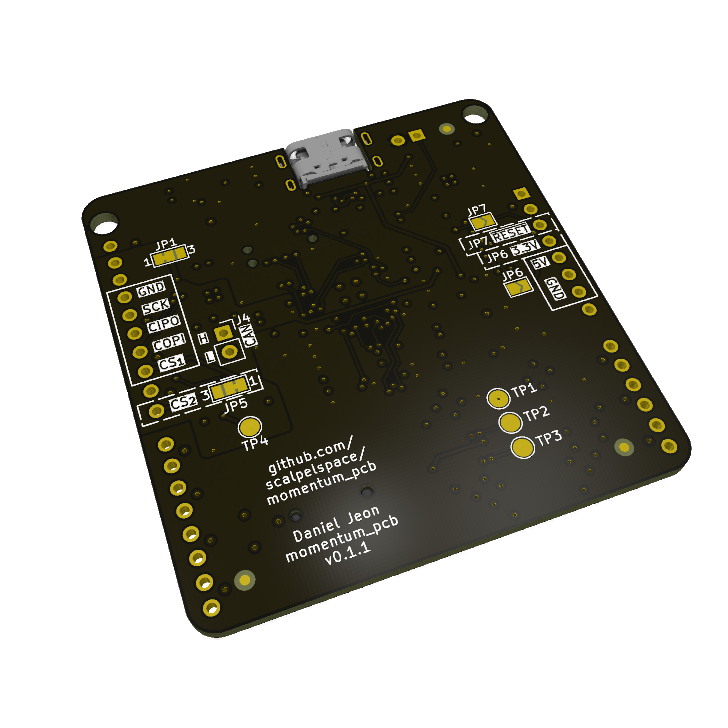 JP1
1 3
GND
SCK
CIPO
COPI
CS1
J4
H
L
CAN
3 1
CS2
JP5
TP4
JP7
JP7 RESET
JP6 3.3V
5V
JP6
GND
TP1
TP2
TP3
github.com/
scalpelspace/
momentum_pcb
Daniel Jeon
momentum_pcb
v0.1.1